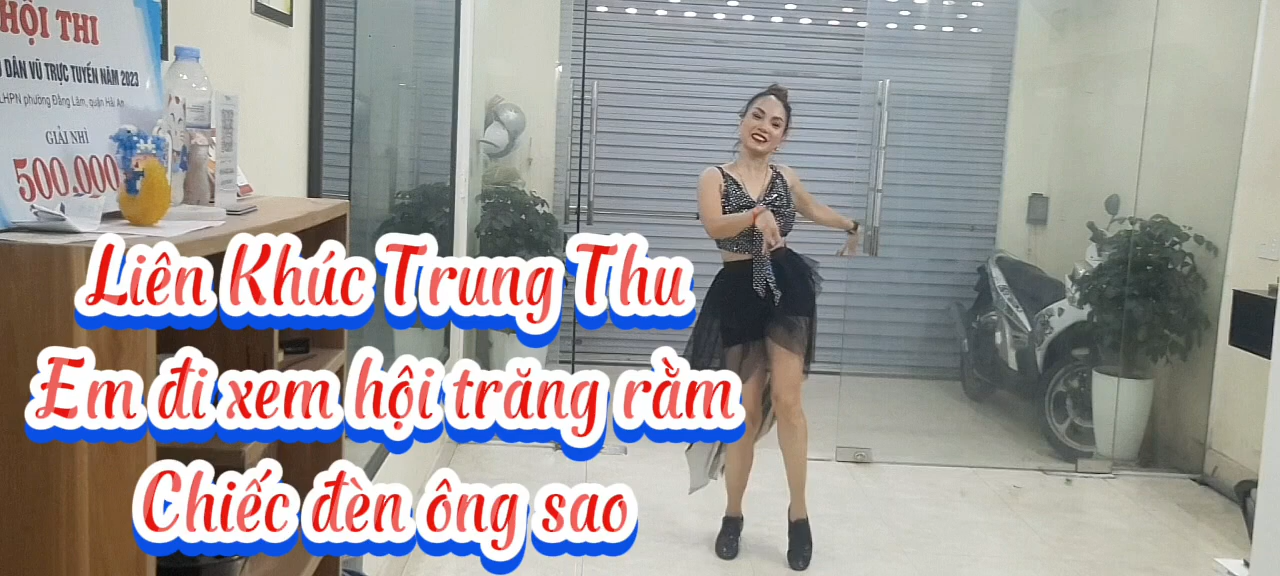 HỘI THI
DÂN VŨ TRỰC TUYẾN NĂM 2023
LHPN phường Đằng Lâm, quận Hải An
GIẢI NHÌ
500.000
Liên Khúc Trung Thu
Em đi xem hội trăng rằm
Chiếc đèn ông sao